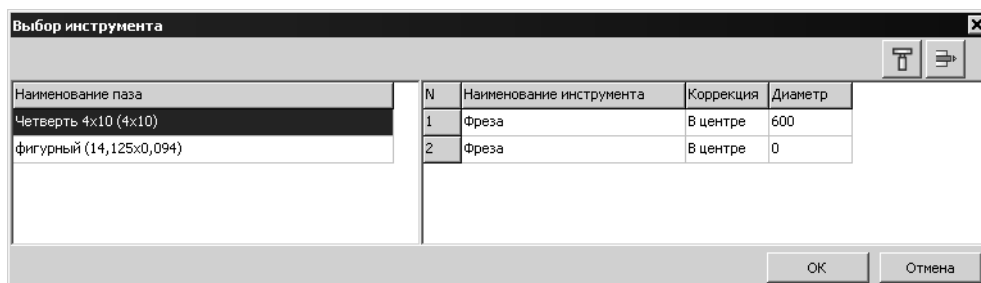 Выбор инструмента
Наименование паза
Четверть 4x10 (4x10)
фигурный (14,125x0,094)
N Наименование инструмента Коррекция Диаметр
1 Фреза В центре 600
2 Фреза В центре 0
ОК Отмена